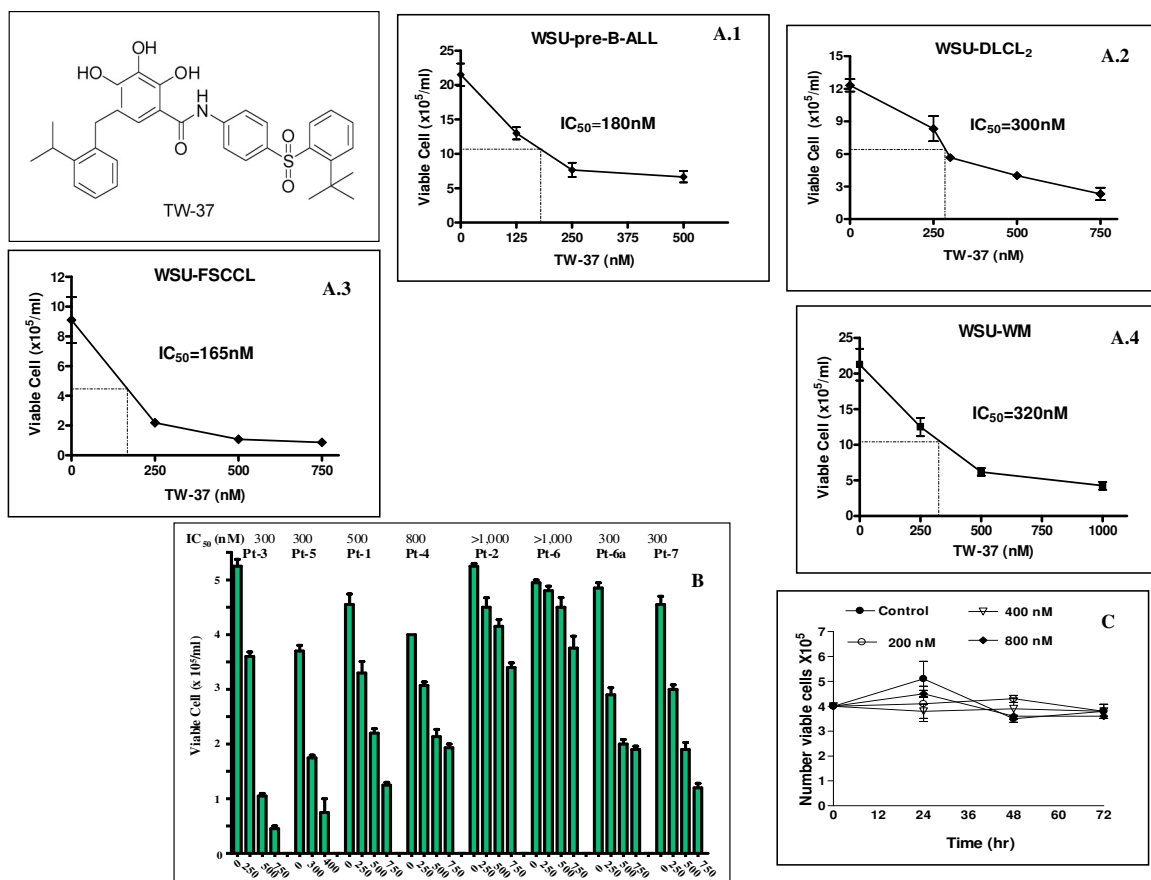 OH
HO
OH
H
N
O
S
O
O
TW-37
WSU-pre-B-ALL
A.1
Viable Cell (x10⁵/ml)
25
20
15
10
5
0
IC₅₀=180nM
0 125 250 375 500
TW-37 (nM)
WSU-DLCL₂
A.2
Viable Cell (x10⁵/ml)
15
12
9
6
3
0
IC₅₀=300nM
0 250 500 750
TW-37 (nM)
WSU-FSCCL
A.3
Viable Cell (x10⁵/ml)
12
10
8
6
4
2
0
IC₅₀=165nM
0 250 500 750
TW-37 (nM)
WSU-WM
A.4
Viable Cell (x10⁵/ml)
25
20
15
10
5
0
IC₅₀=320nM
0 250 500 750 1000
TW-37 (nM)
IC₅₀ (nM) 300 300 500 800 >1,000 >1,000 300 300
Pt-3 Pt-5 Pt-1 Pt-4 Pt-2 Pt-6 Pt-6a Pt-7
B
Viable Cell (x 10⁵/ml)
5
4
3
2
1
0
0 250 500 750 0 300 400 0 250 500 750 0 250 500 750 0 250 500 750 0 250 500 750 0 250 500 750 0 250 500 750
C
Control
400 nM
200 nM
800 nM
Number viable cells X10⁵
7
6
5
4
3
2
1
0
0 12 24 36 48 60 72
Time (hr)